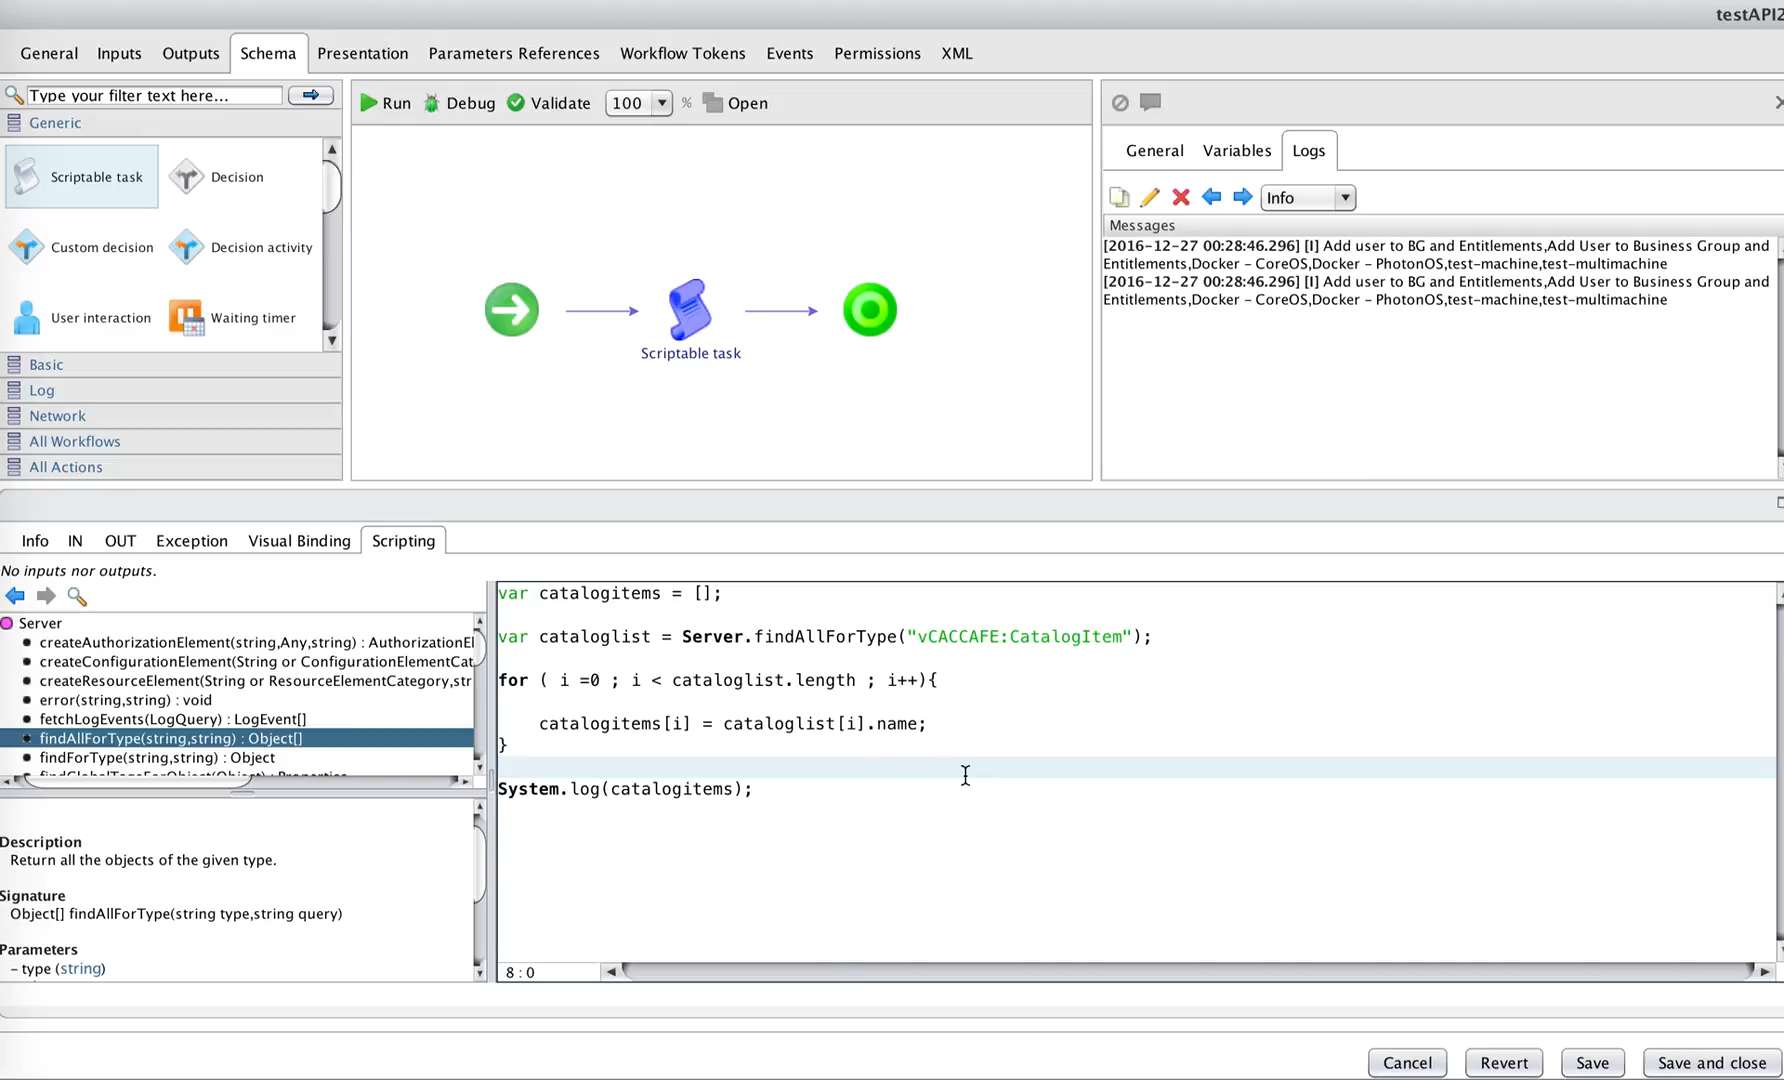 testAPI2
General Inputs Outputs Schema Presentation Parameters References Workflow Tokens Events Permissions XML
Type your filter text here...
Generic
Scriptable task Decision
Custom decision Decision activity
User interaction Waiting timer
Basic
Log
Network
All Workflows
All Actions
Run Debug Validate 100 % Open
Scriptable task
General Variables Logs
Info
Messages
[2016-12-27 00:28:46.296] [I] Add user to BG and Entitlements,Add User to Business Group and
Entitlements,Docker - CoreOS,Docker - PhotonOS,test-machine,test-multimachine
[2016-12-27 00:28:46.296] [I] Add user to BG and Entitlements,Add User to Business Group and
Entitlements,Docker - CoreOS,Docker - PhotonOS,test-machine,test-multimachine
Info IN OUT Exception Visual Binding Scripting
No inputs nor outputs.
Server
createAuthorizationElement(string,Any,string) : AuthorizationEl
createConfigurationElement(String or ConfigurationElementCat
createResourceElement(String or ResourceElementCategory,str
error(string,string) : void
fetchLogEvents(LogQuery) : LogEvent[]
findAllForType(string,string) : Object[]
findForType(string,string) : Object
findGlobalTagsForObject(Object) : Properties
Description
Return all the objects of the given type.
Signature
Object[] findAllForType(string type,string query)
Parameters
- type (string)
var catalogitems = [];
var cataloglist = Server.findAllForType("vCACCAFE:CatalogItem");
for ( i =0 ; i < cataloglist.length ; i++){
catalogitems[i] = cataloglist[i].name;
}
System.log(catalogitems);
8 : 0
Cancel Revert Save Save and close